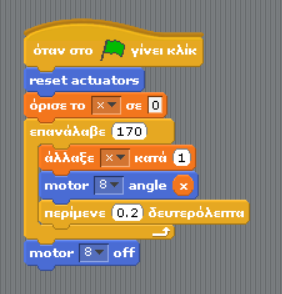 όταν στο γίνει κλικ
reset actuators
όρισε το x σε 0
επανάλαβε 170
άλλαξε x κατά 1
motor 8 angle x
περίμενε 0.2 δευτερόλεπτα
motor 8 off